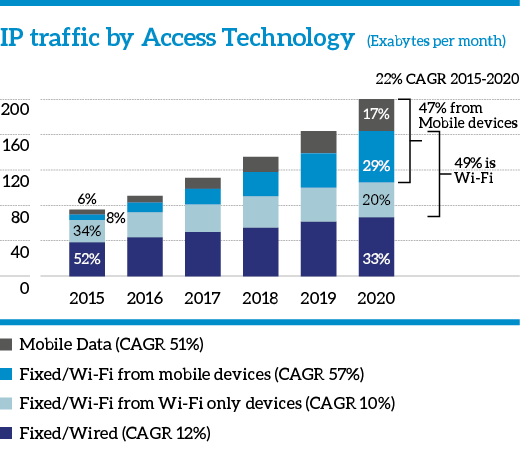 IP traffic by Access Technology (Exabytes per month)
22% CAGR 2015-2020
200
160
120
80
40
0
6%
8%
34%
52%
17%
29%
20%
33%
47% from
Mobile devices
49% is
Wi-Fi
2015 2016 2017 2018 2019 2020
Mobile Data (CAGR 51%)
Fixed/Wi-Fi from mobile devices (CAGR 57%)
Fixed/Wi-Fi from Wi-Fi only devices (CAGR 10%)
Fixed/Wired (CAGR 12%)